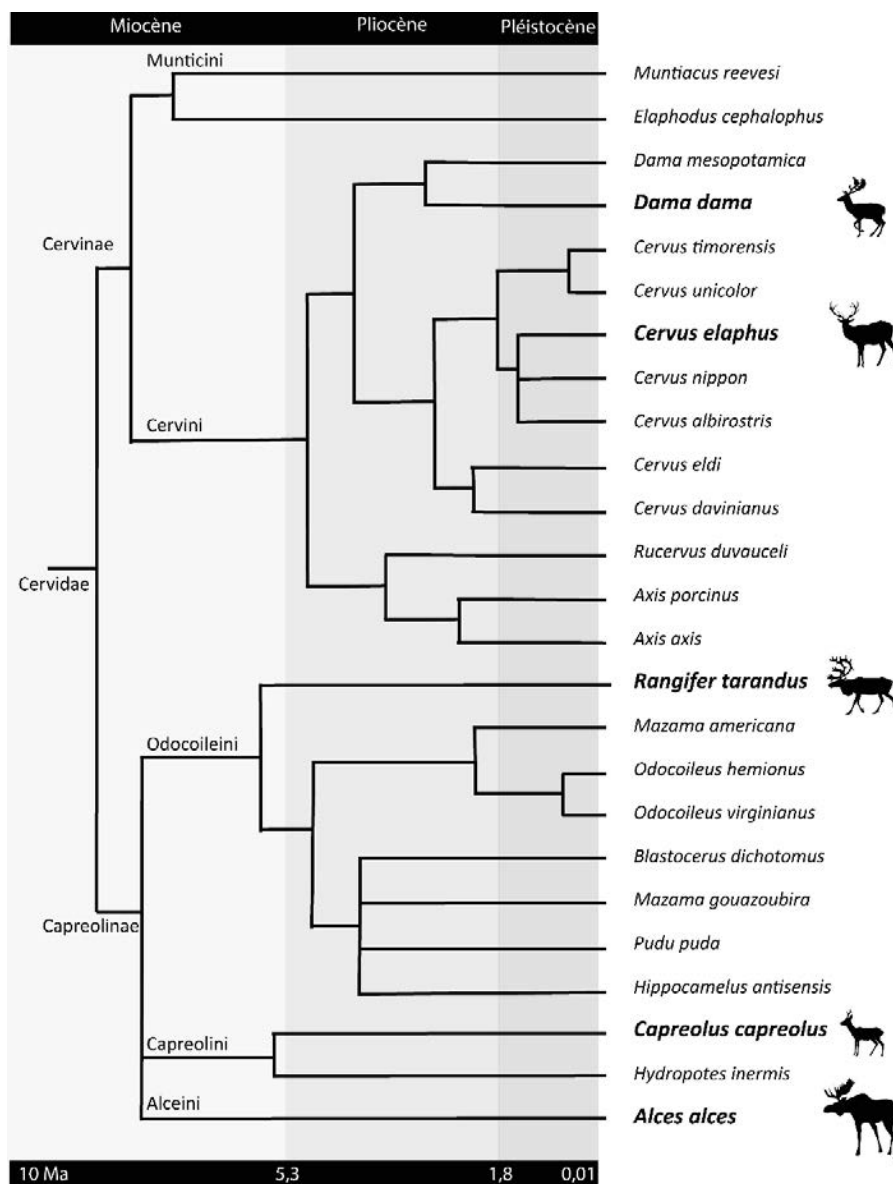 Miocène Pliocène Pléistocène
Munticini
Muntiacus reevesi
Elaphodus cephalophus
Dama mesopotamica
Dama dama
Cervinae
Cervus timorensis
Cervus unicolor
Cervus elaphus
Cervus nippon
Cervini
Cervus albirostris
Cervus eldi
Cervus davinianus
Rucervus duvauceli
Cervidae
Axis porcinus
Axis axis
Rangifer tarandus
Mazama americana
Odocoileini
Odocoileus hemionus
Odocoileus virginianus
Blastocerus dichotomus
Mazama gouazoubira
Capreolinae
Pudu puda
Hippocamelus antisensis
Capreolus capreolus
Capreolini
Hydropotes inermis
Alceini
Alces alces
10 Ma 5,3 1,8 0,01